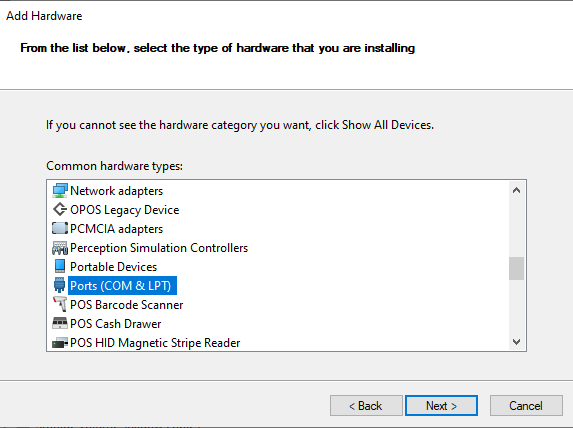 Add Hardware
From the list below, select the type of hardware that you are installing
If you cannot see the hardware category you want, click Show All Devices.
Common hardware types:
Network adapters
OPOS Legacy Device
PCMCIA adapters
Perception Simulation Controllers
Portable Devices
Ports (COM & LPT)
POS Barcode Scanner
POS Cash Drawer
POS HID Magnetic Stripe Reader
< Back Next > Cancel